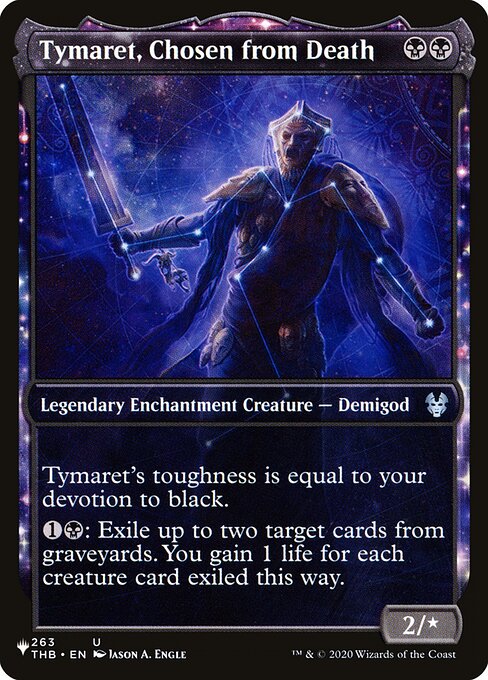 Tymaret, Chosen from Death
Legendary Enchantment Creature — Demigod
Tymaret's toughness is equal to your
devotion to black.
1: Exile up to two target cards from
graveyards. You gain 1 life for each
creature card exiled this way.
2/★
263 U
THB • EN Jason A. Engle
™ & © 2020 Wizards of the Coast